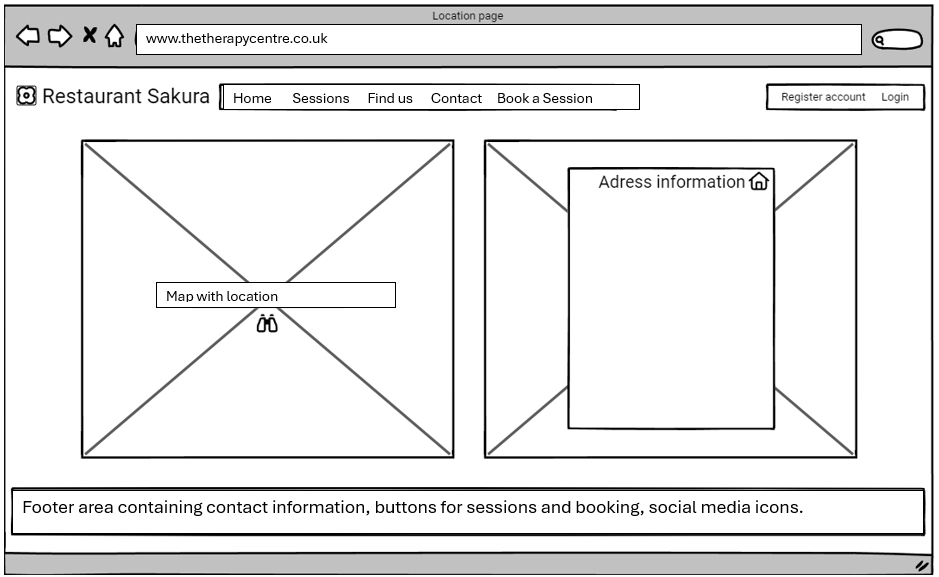 Location page
www.thetherapycentre.co.uk
Restaurant Sakura Home Sessions Find us Contact Book a Session Register account Login
Adress information
Map with location
Footer area containing contact information, buttons for sessions and booking, social media icons.